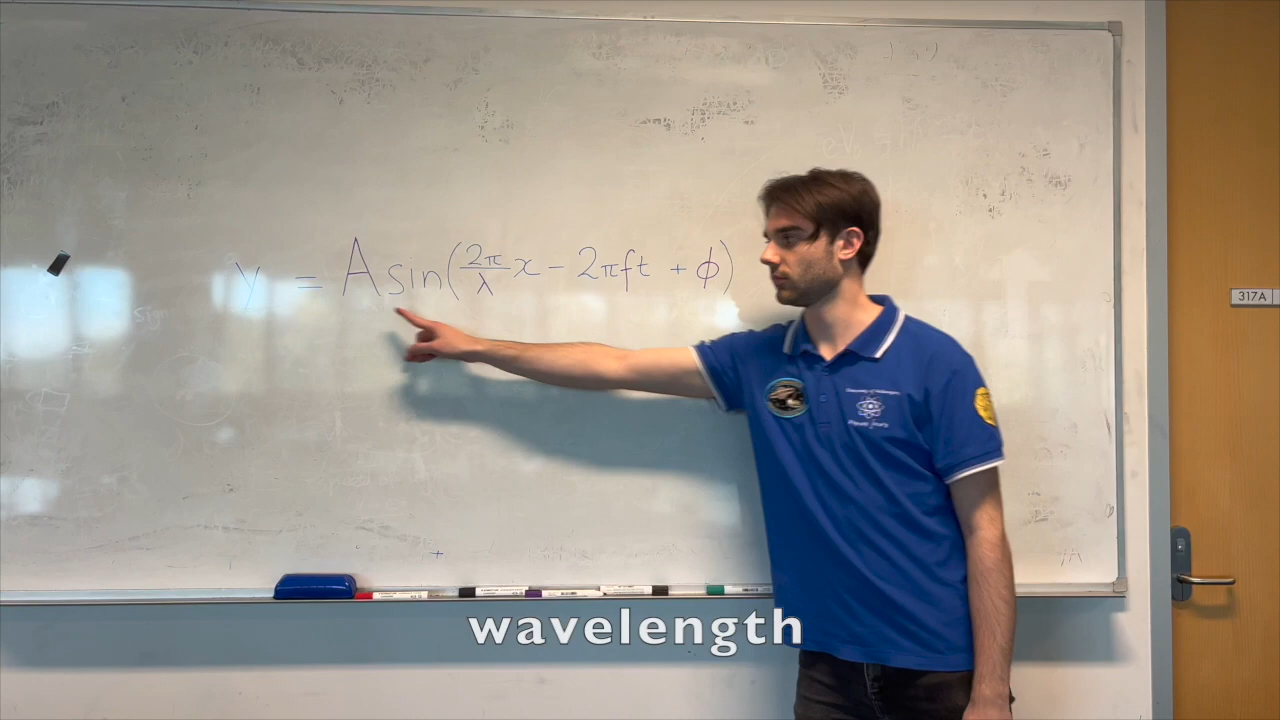 y = A sin(2π/λ x − 2πft + φ)
317A
wavelength